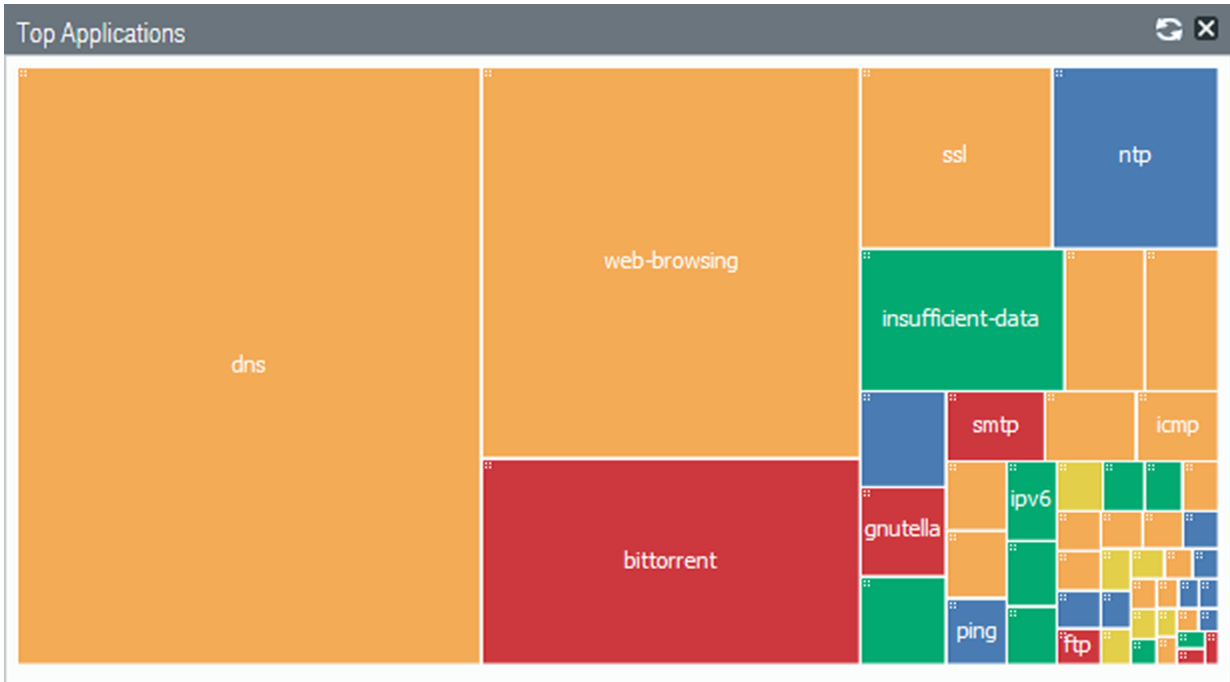 Top Applications
dns
web-browsing
bittorrent
ssl
ntp
insufficient-data
smtp
icmp
gnutella
ipv6
ping
ftp